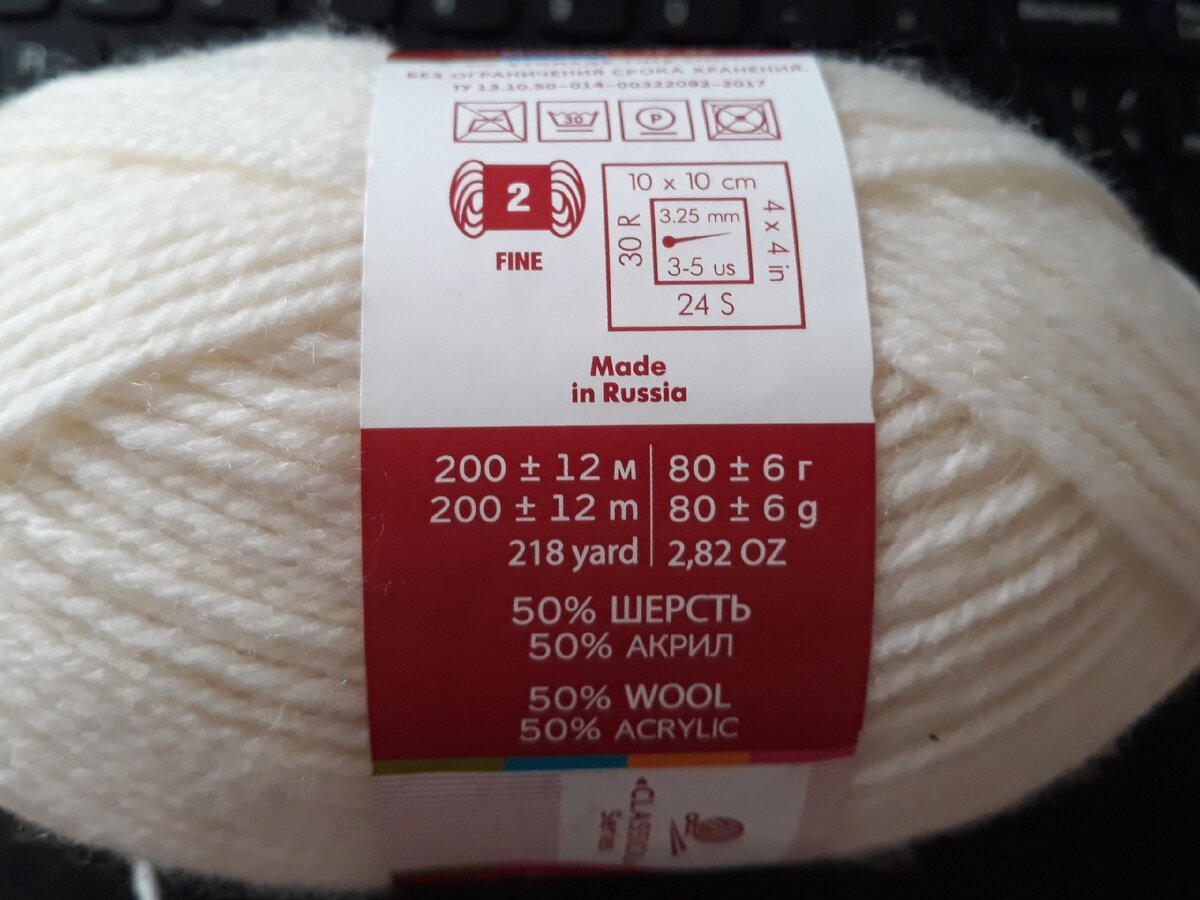 БЕЗ ОГРАНИЧЕНИЯ СРОКА ХРАНЕНИЯ.
ТУ 13.10.50-014-00322092-2017
30
P
2
FINE
10 x 10 cm
30 R
3.25 mm
3-5 US
4 x 4 in
24 S
Made
in Russia
200 ± 12 м 80 ± 6 г
200 ± 12 m 80 ± 6 g
218 yard 2,82 OZ
50% ШЕРСТЬ
50% АКРИЛ
50% WOOL
50% ACRYLIC
Series